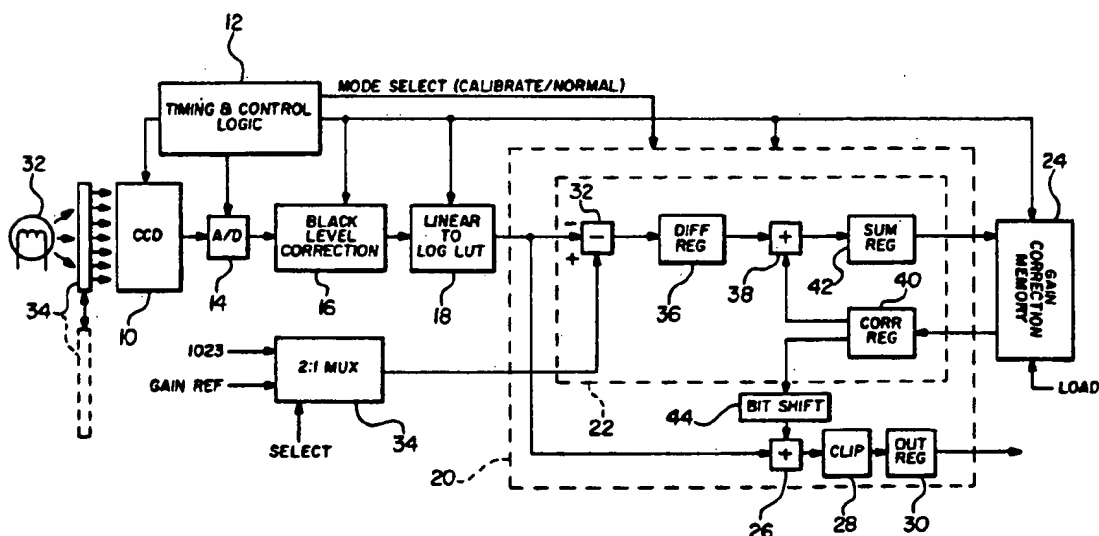 12
MODE SELECT (CALIBRATE/NORMAL)
TIMING & CONTROL
LOGIC
32
24
32
CCD
A/D
BLACK
LEVEL
CORRECTION
LINEAR
TO
LOG LUT
−
−
+
DIFF
REG
+
SUM
REG
GAIN
CORRECTION
MEMORY
34
10
14
16
18
36
38
42
40
CORR
REG
1023
GAIN REF
2:1 MUX
SELECT
34
22
44
BIT SHIFT
LOAD
20
+
CLIP
OUT
REG
26
28
30